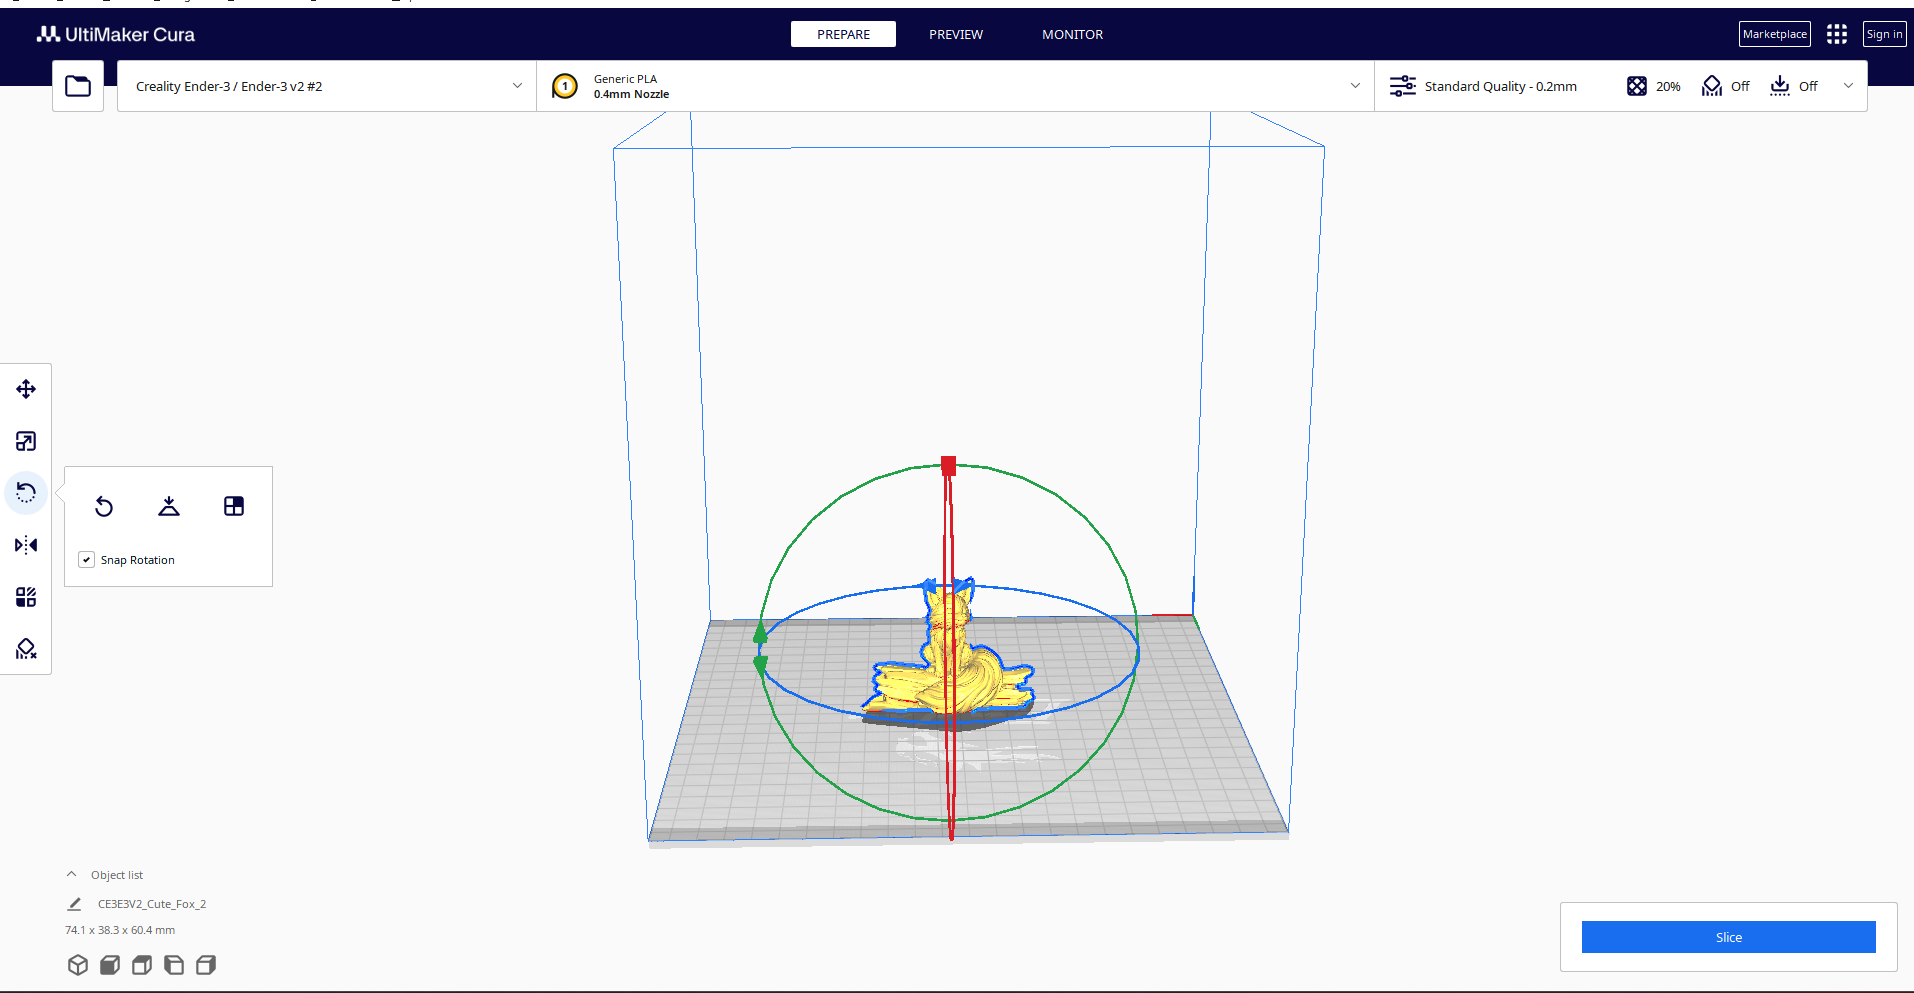 UltiMaker Cura
PREPARE
PREVIEW
MONITOR
Marketplace
Sign in
Creality Ender-3 / Ender-3 v2 #2
1
Generic PLA
0.4mm Nozzle
Standard Quality - 0.2mm
20%
Off
Off
Snap Rotation
Object list
CE3E3V2_Cute_Fox_2
74.1 x 38.3 x 60.4 mm
Slice